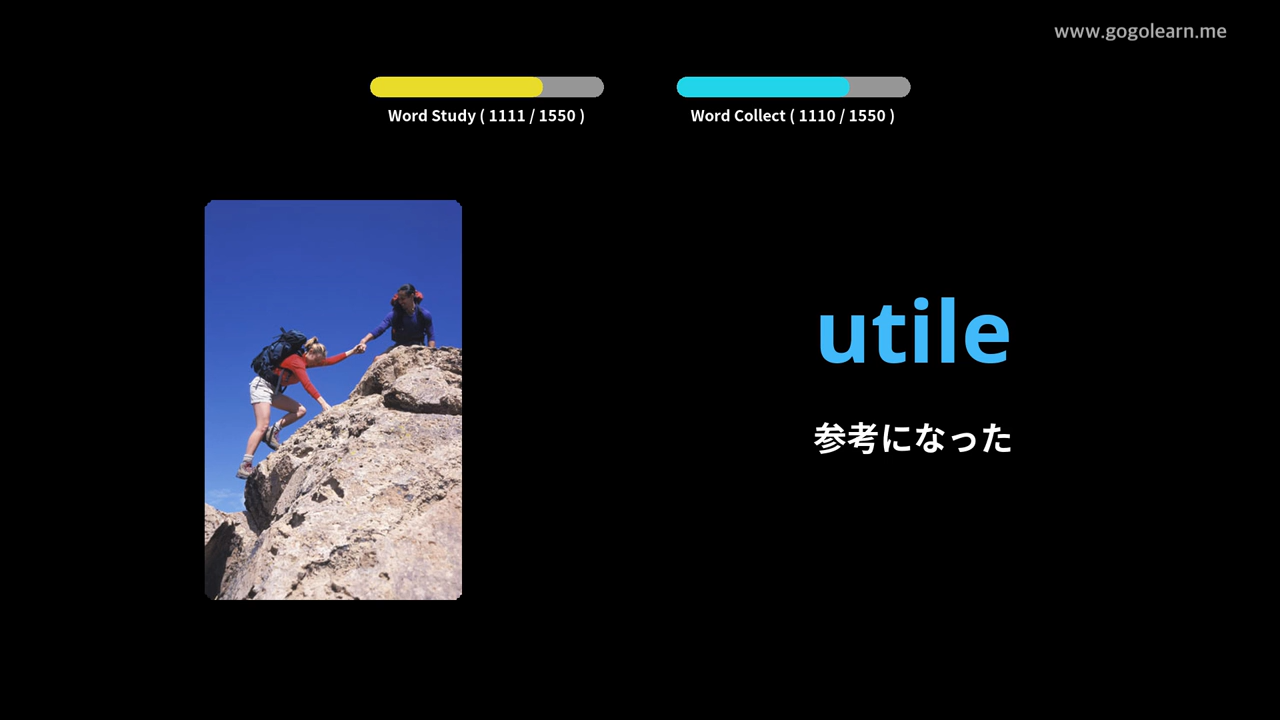 www.gogolearn.me
Word Study ( 1111 / 1550 )
Word Collect ( 1110 / 1550 )
utile
参考になった